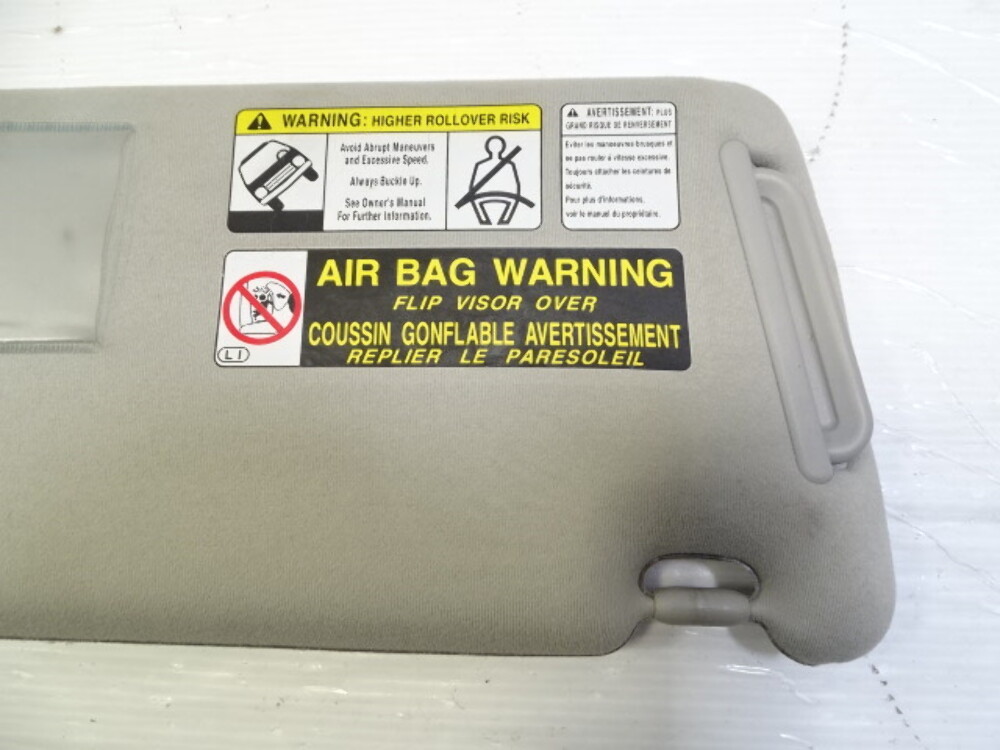 WARNING: HIGHER ROLLOVER RISK
Avoid Abrupt Maneuvers
and Excessive Speed.
Always Buckle Up.
See Owner's Manual
For Further Information.
AVERTISSEMENT: PLUS
GRAND RISQUE DE RENVERSEMENT
Eviter les manoeuvres brusques et
ne pas rouler à vitesse excessive.
Toujours attacher les ceintures de
sécurité.
Pour plus d'informations,
voir le manuel du propriétaire.
AIR BAG WARNING
FLIP VISOR OVER
COUSSIN GONFLABLE AVERTISSEMENT
REPLIER LE PARESOLEIL
LI